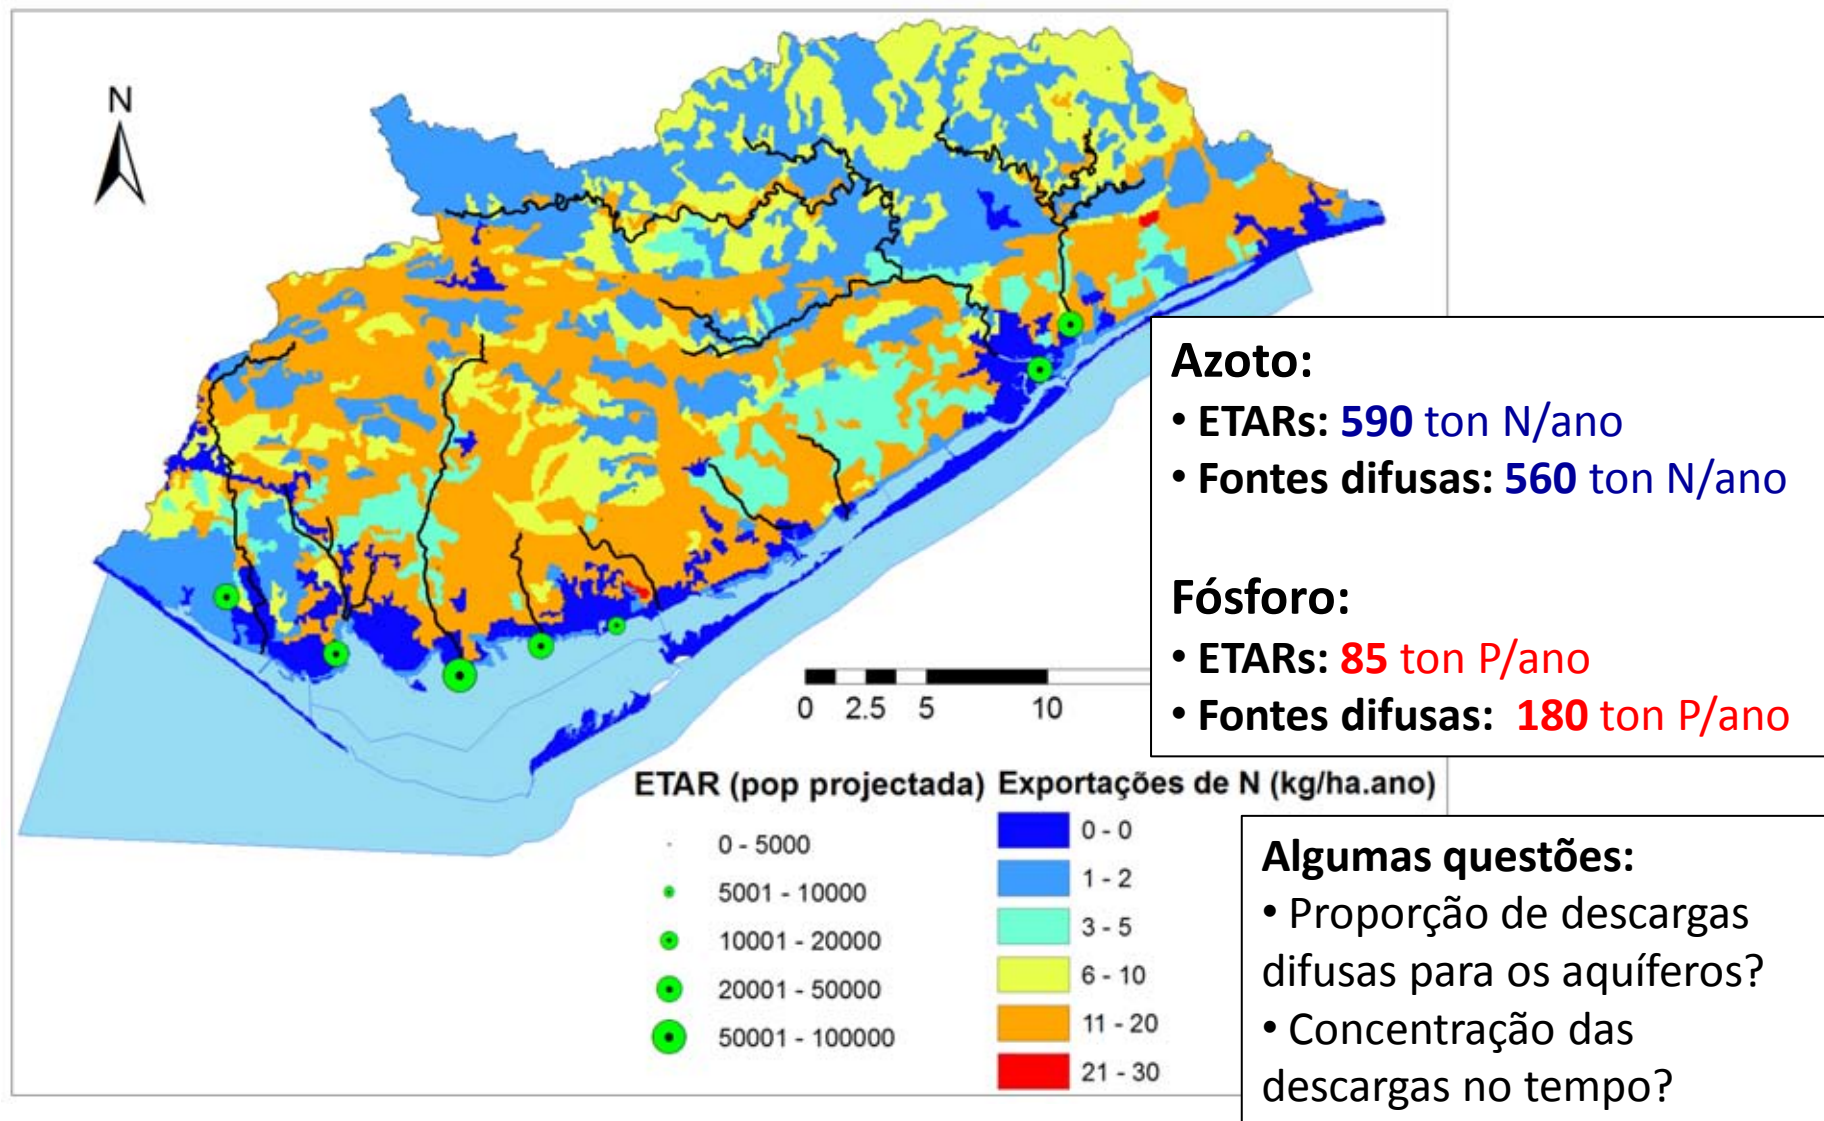 N
Azoto:
• ETARs: 590 ton N/ano
• Fontes difusas: 560 ton N/ano
Fósforo:
• ETARs: 85 ton P/ano
• Fontes difusas: 180 ton P/ano
0 2.5 5 10
ETAR (pop projectada)
0 - 5000
5001 - 10000
10001 - 20000
20001 - 50000
50001 - 100000
Exportações de N (kg/ha.ano)
0 - 0
1 - 2
3 - 5
6 - 10
11 - 20
21 - 30
Algumas questões:
• Proporção de descargas
difusas para os aquíferos?
• Concentração das
descargas no tempo?